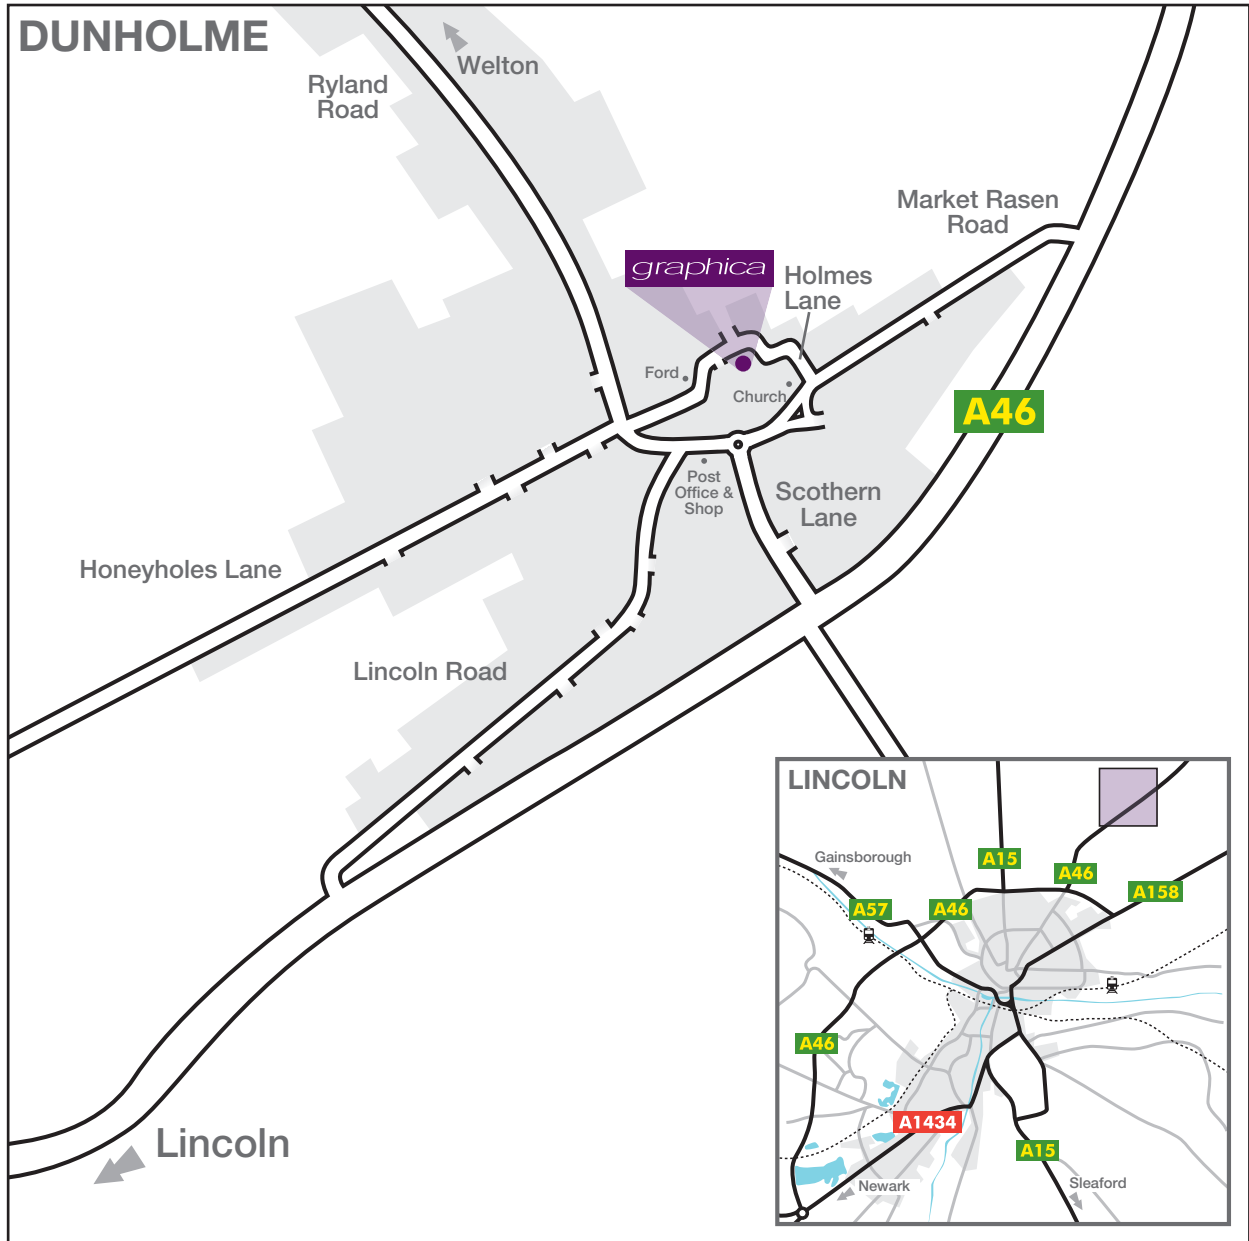 DUNHOLME
Welton
Ryland
Road
Market Rasen
Road
graphica
Holmes
Lane
Ford
Church
A46
Post
Office &
Shop
Scothern
Lane
Honeyholes Lane
Lincoln Road
Lincoln
LINCOLN
Gainsborough
A15
A46
A158
A57
A46
A46
A1434
A15
Newark
Sleaford